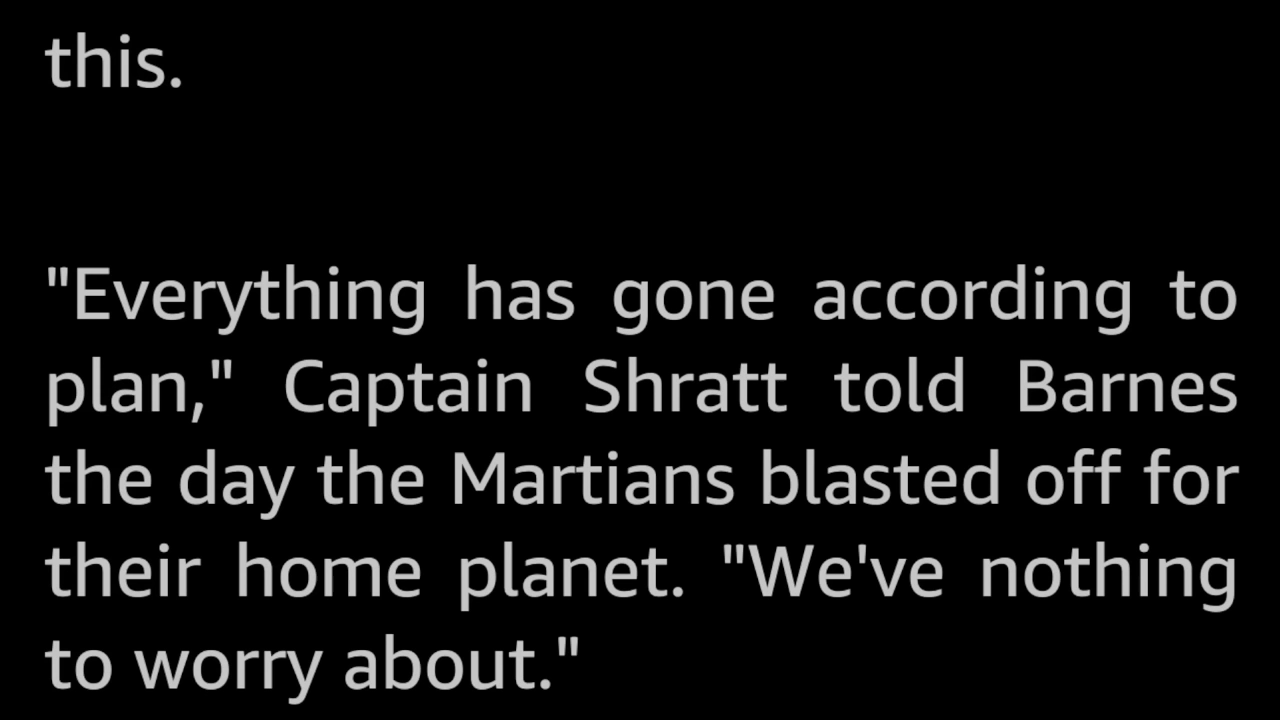 this.
"Everything has gone according to
plan," Captain Shratt told Barnes
the day the Martians blasted off for
their home planet. "We've nothing
to worry about."